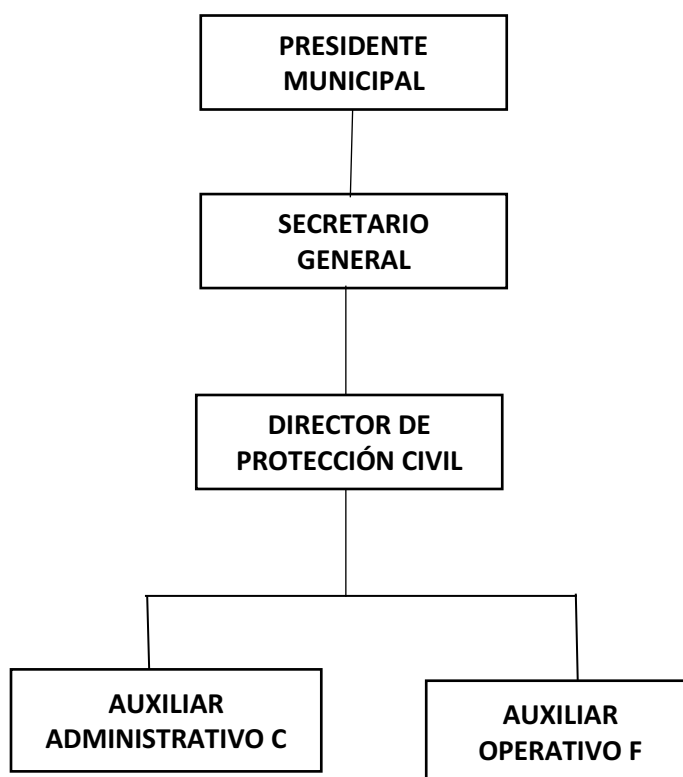 PRESIDENTE
MUNICIPAL
SECRETARIO
GENERAL
DIRECTOR DE
PROTECCIÓN CIVIL
AUXILIAR
ADMINISTRATIVO C
AUXILIAR
OPERATIVO F